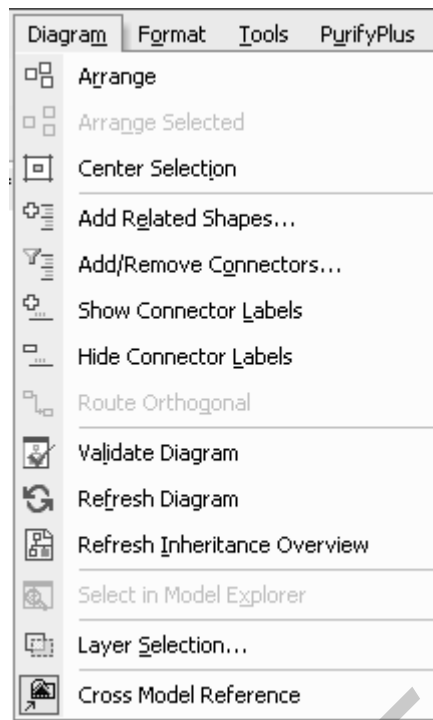 Diagram Format Tools PurifyPlus
Arrange
Arrange Selected
Center Selection
Add Related Shapes...
Add/Remove Connectors...
Show Connector Labels
Hide Connector Labels
Route Orthogonal
Validate Diagram
Refresh Diagram
Refresh Inheritance Overview
Select in Model Explorer
Layer Selection...
Cross Model Reference